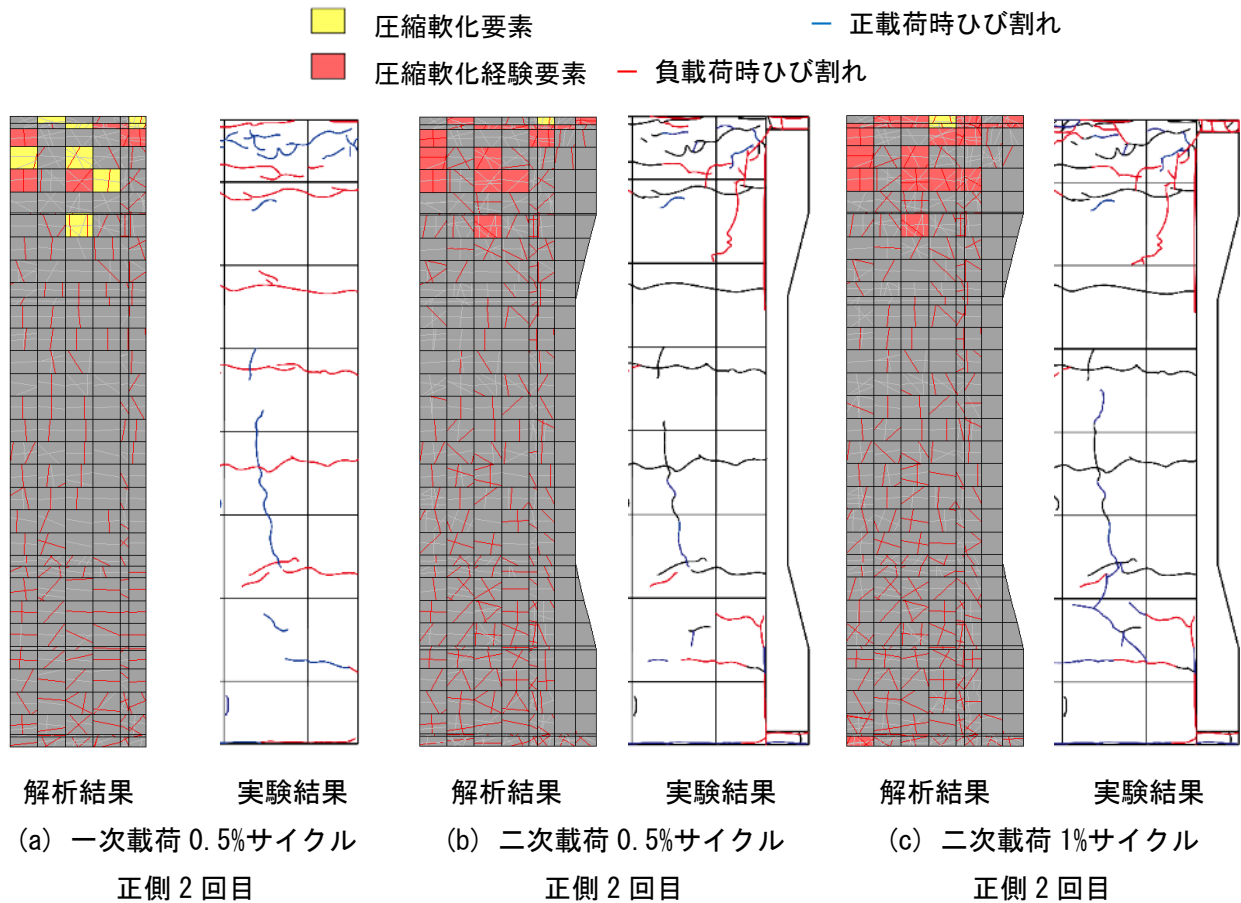 圧縮軟化要素
正載荷時ひび割れ
圧縮軟化経験要素
負載荷時ひび割れ
解析結果
実験結果
解析結果
実験結果
解析結果
実験結果
(a) 一次載荷 0.5%サイクル
(b) 二次載荷 0.5%サイクル
(c) 二次載荷 1%サイクル
正側 2 回目
正側 2 回目
正側 2 回目